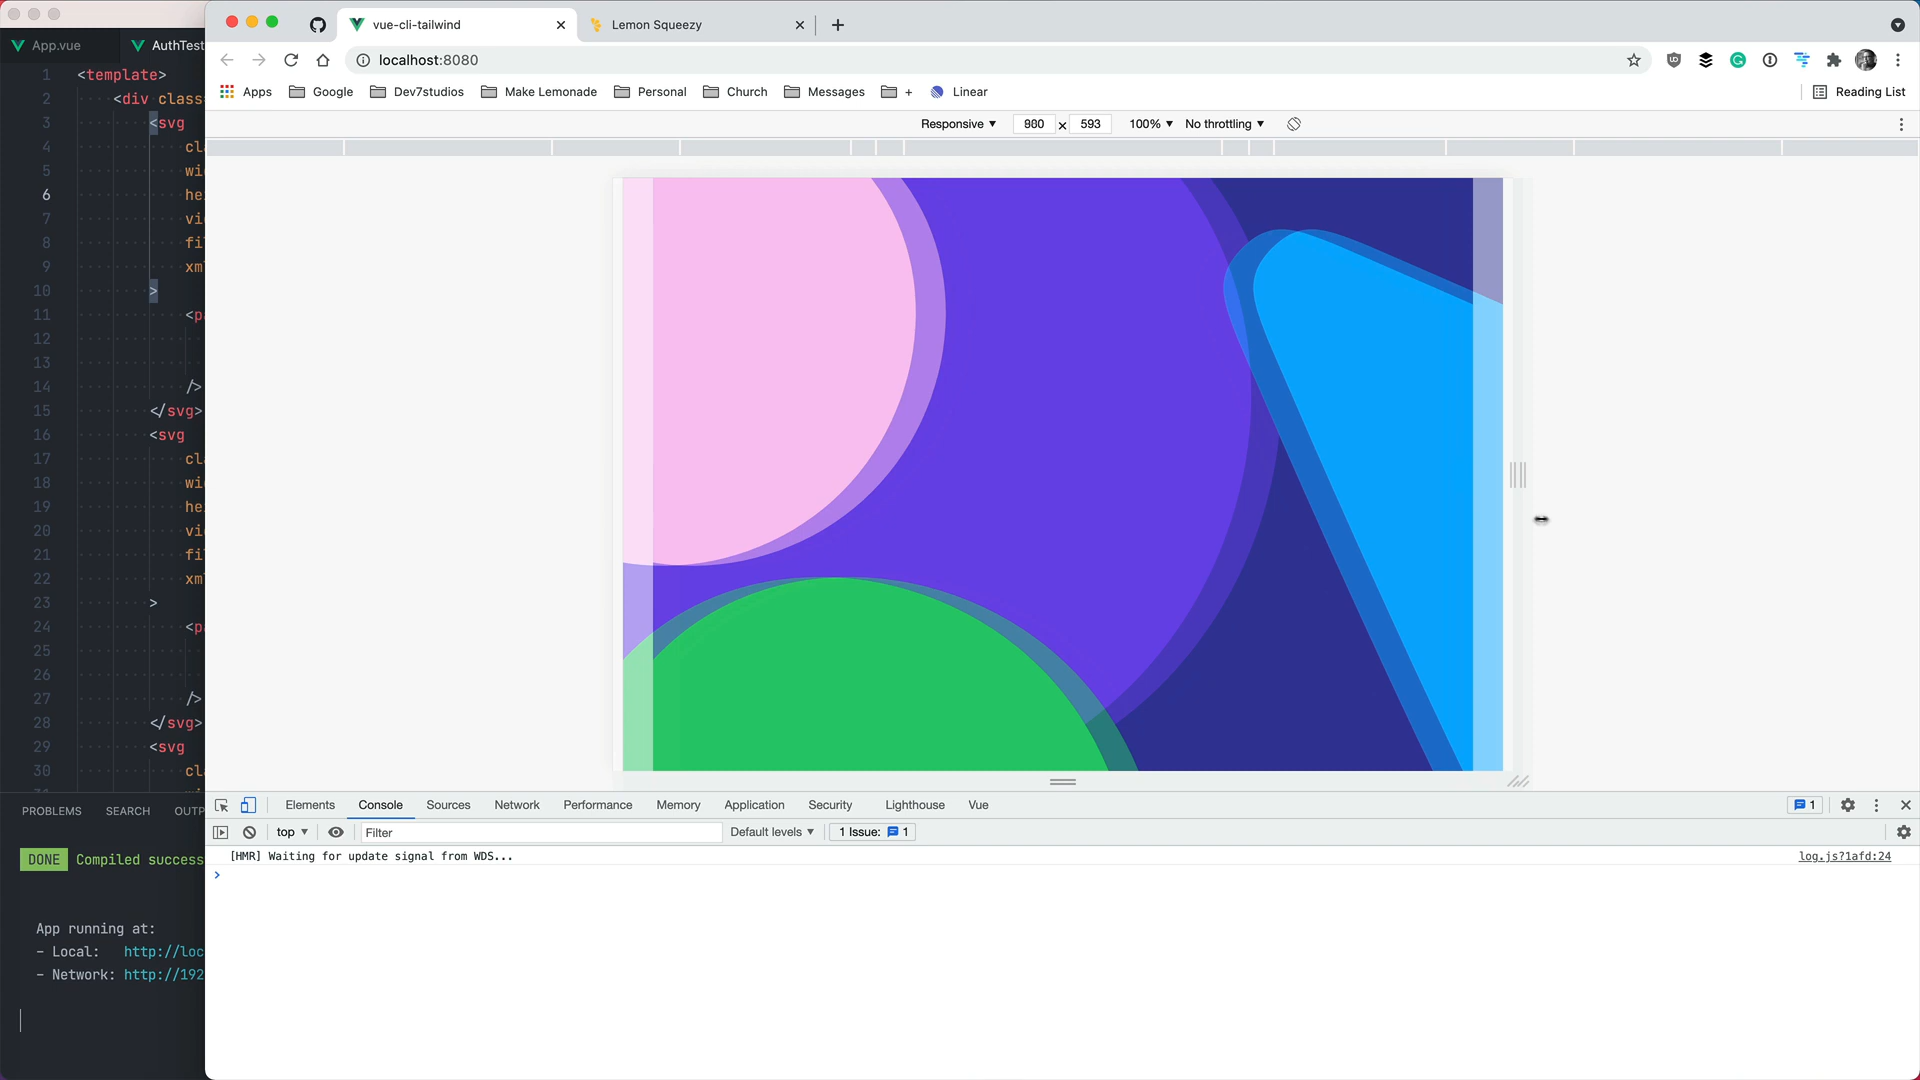 App.vue
AuthTest
vue-cli-tailwind
Lemon Squeezy
localhost:8080
Apps
Google
Dev7studios
Make Lemonade
Personal
Church
Messages
+
Linear
Reading List
Responsive ▼
× 593
100% ▼
No throttling ▼
1 <template>
2 <div class
3 <svg
4 cl
5 wi
6 he
7 vi
8 fi
9 xm
10 >
11 <p
12
13
14 />
15 </svg>
16 <svg
17 cl
18 wi
19 he
20 vi
21 fi
22 xm
23 >
24 <p
25
26
27 />
28 </svg>
29 <svg
30 cl
PROBLEMS SEARCH OUTP
DONE Compiled success
App running at:
- Local: http://loc
- Network: http://192
Elements Console Sources Network Performance Memory Application Security Lighthouse Vue
1
top ▼
Filter
Default levels ▼
1 Issue: 1
[HMR] Waiting for update signal from WDS...
log.js?1afd:24
>